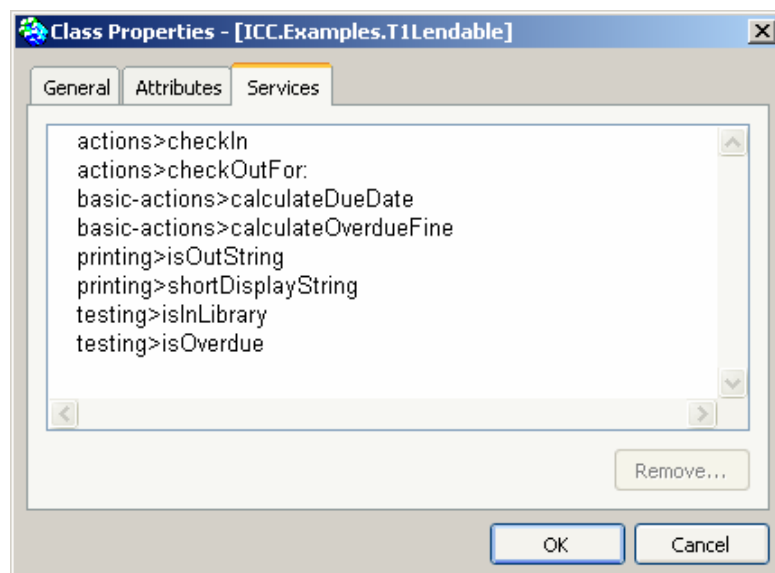 Class Properties - [ICC.Examples.T1Lendable]
General Attributes Services
actions>checkIn
actions>checkOutFor:
basic-actions>calculateDueDate
basic-actions>calculateOverdueFine
printing>isOutString
printing>shortDisplayString
testing>isInLibrary
testing>isOverdue
Remove...
OK Cancel